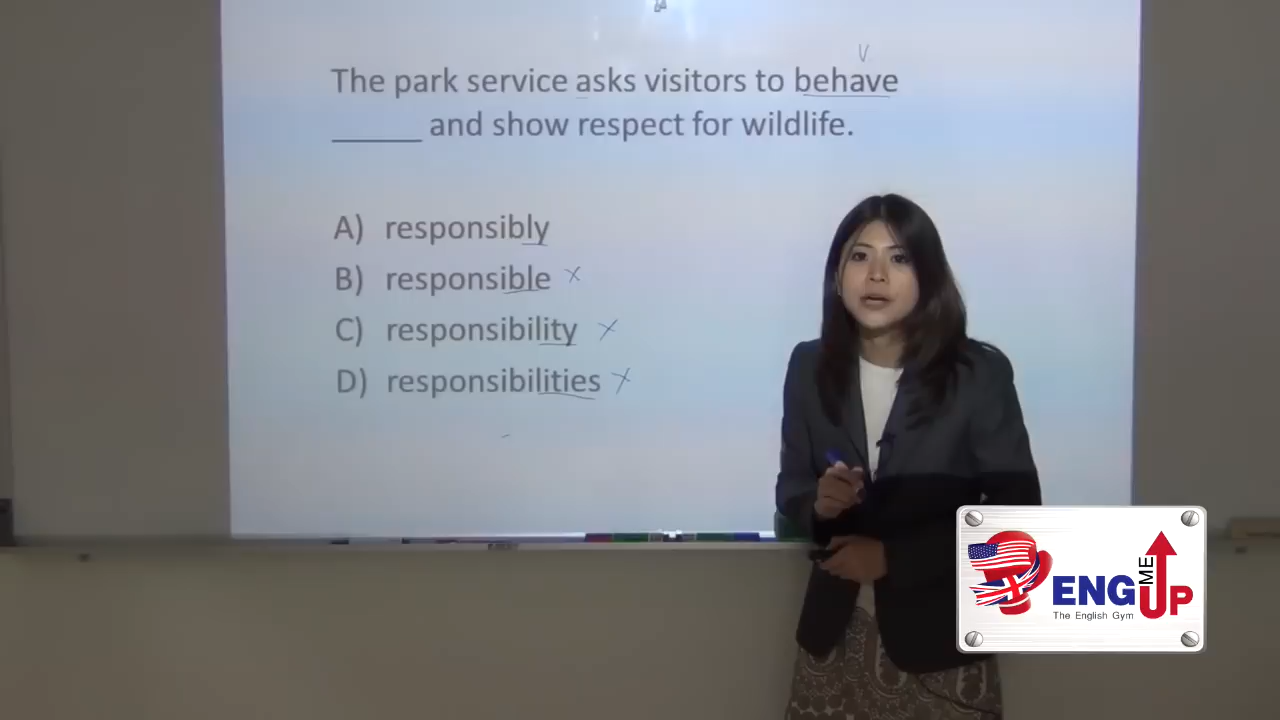 V
The park service asks visitors to behave
______ and show respect for wildlife.
A) responsibly
B) responsible x
C) responsibility x
D) responsibilities x
ENG ME UP
The English Gym